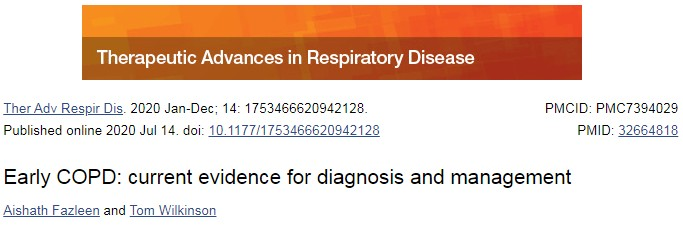 Therapeutic Advances in Respiratory Disease
Ther Adv Respir Dis. 2020 Jan-Dec; 14: 1753466620942128.
PMCID: PMC7394029
Published online 2020 Jul 14. doi: 10.1177/1753466620942128
PMID: 32664818
Early COPD: current evidence for diagnosis and management
Aishath Fazleen and Tom Wilkinson